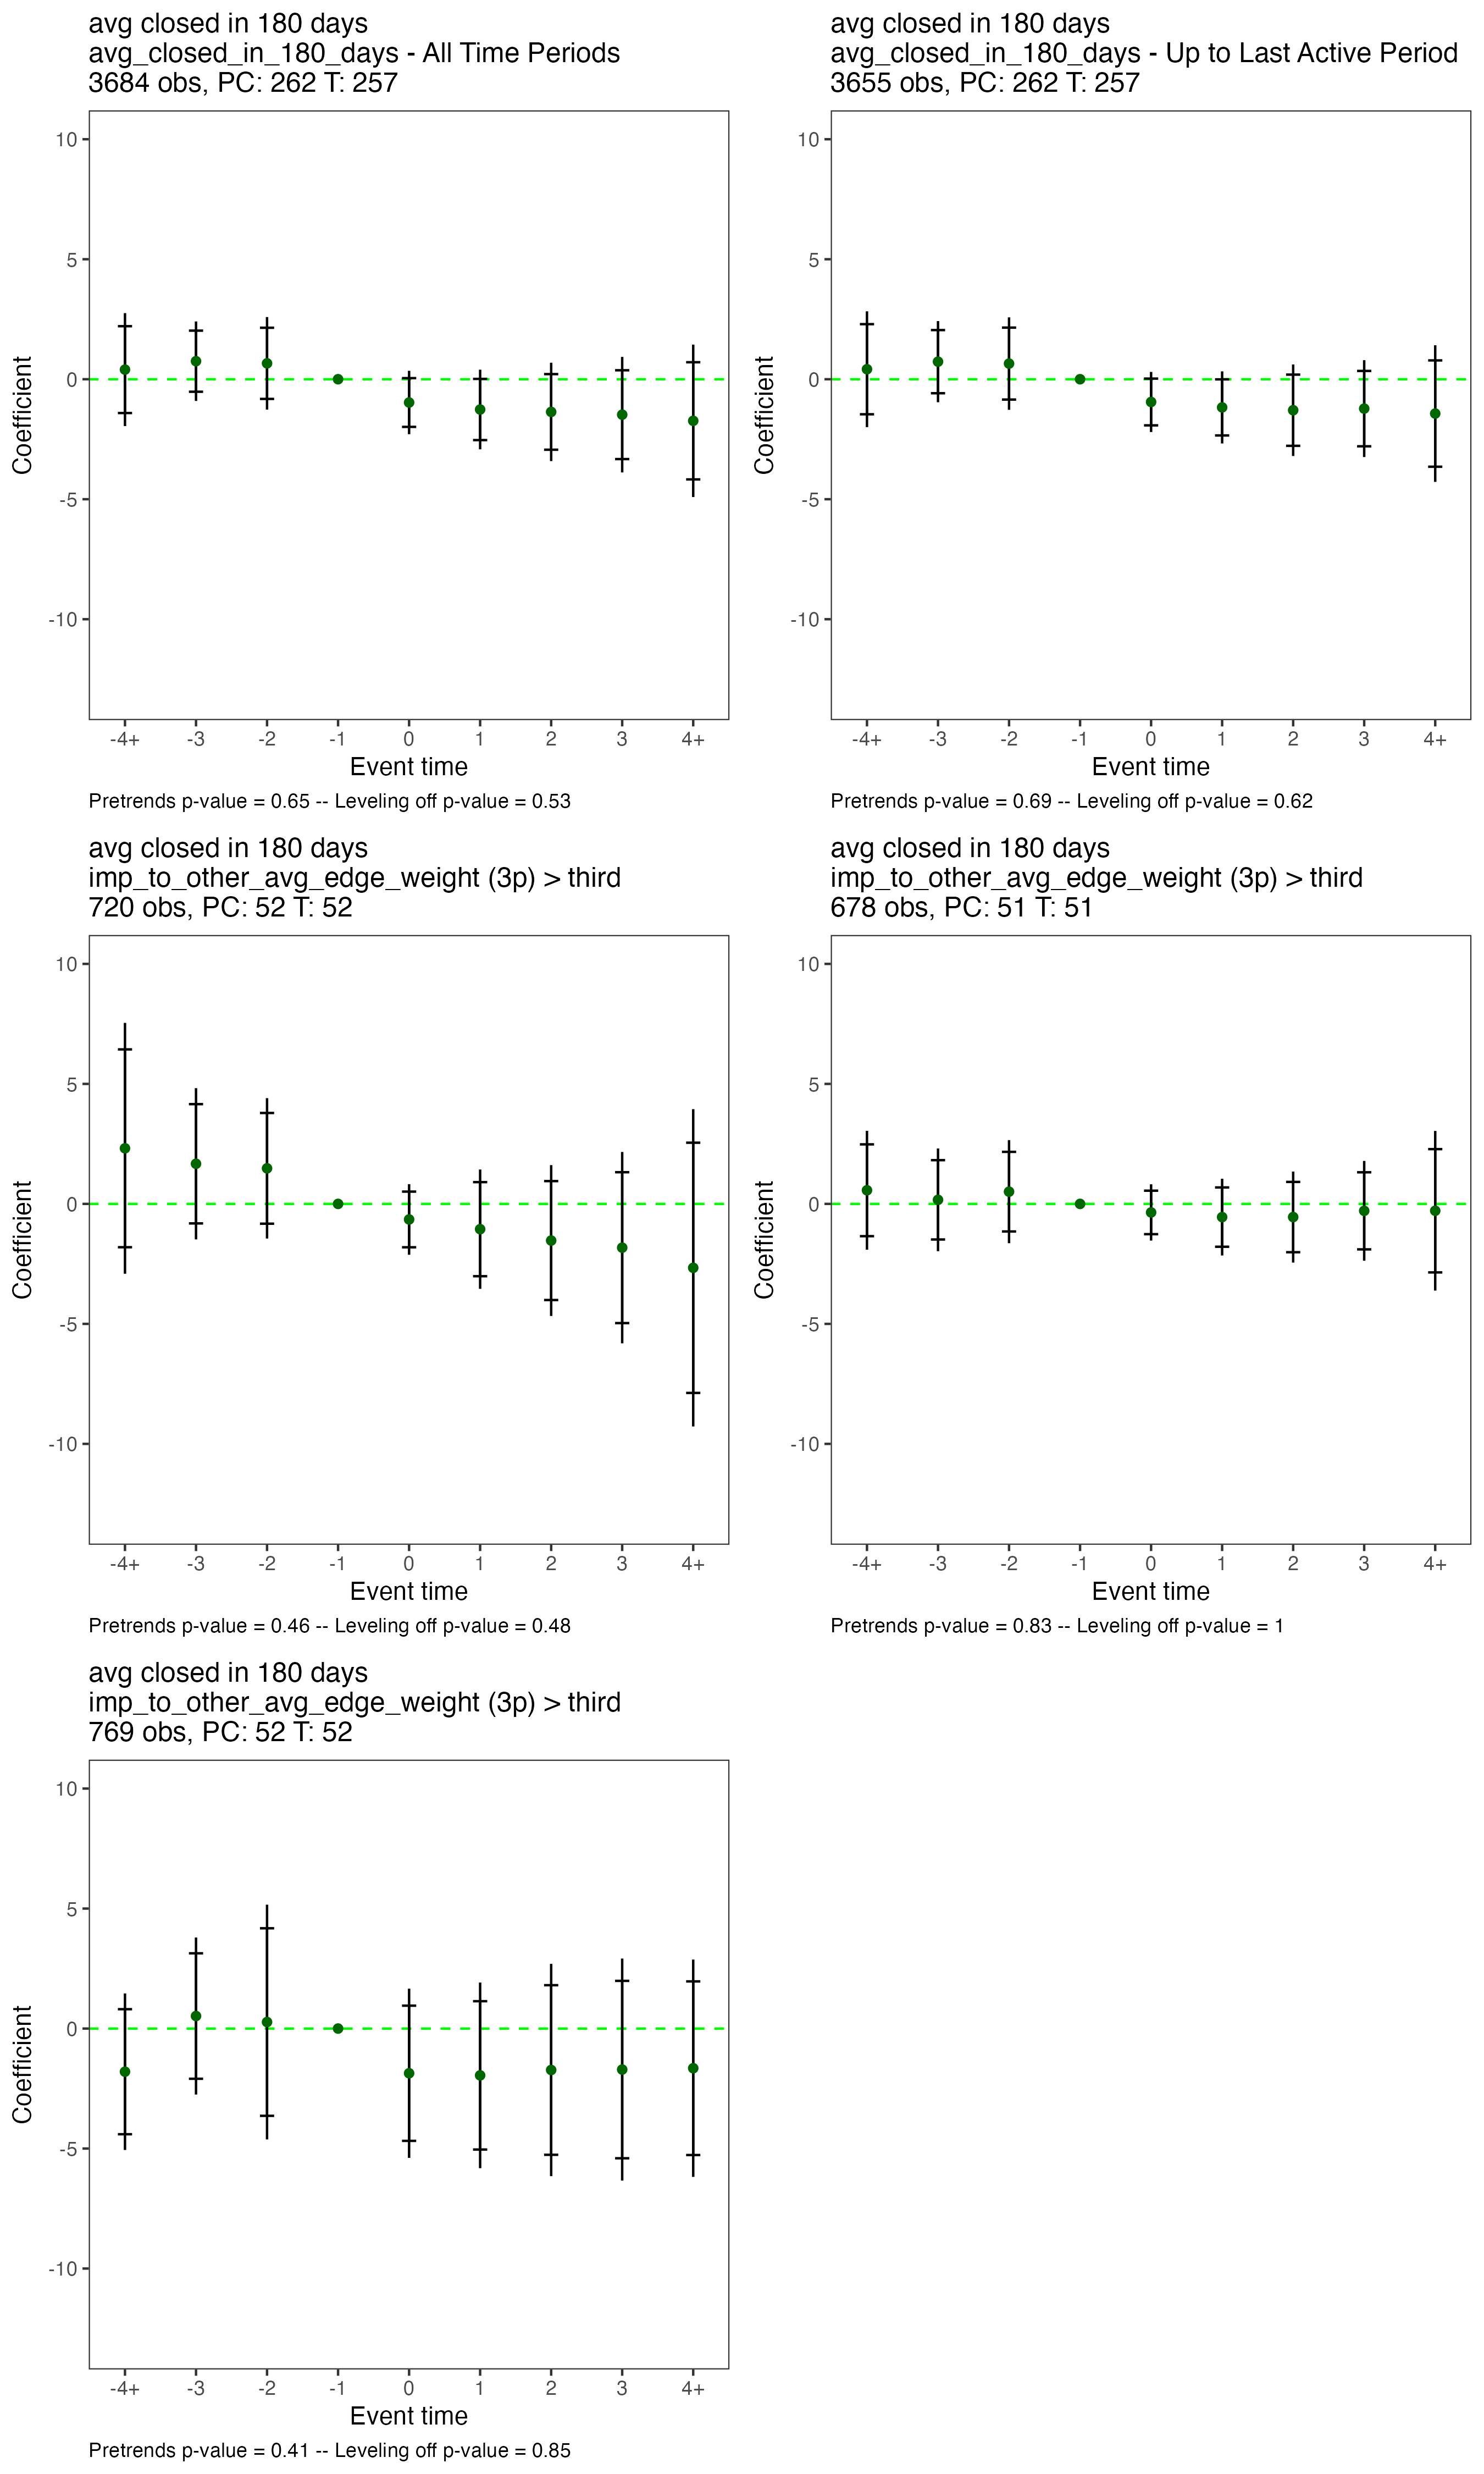 avg closed in 180 days
avg_closed_in_180_days - All Time Periods
3684 obs, PC: 262 T: 257
10
5
0
-5
-10
Coefficient
-4+ -3 -2 -1 0 1 2 3 4+
Event time
Pretrends p-value = 0.65 -- Leveling off p-value = 0.53
avg closed in 180 days
avg_closed_in_180_days - Up to Last Active Period
3655 obs, PC: 262 T: 257
10
5
0
-5
-10
Coefficient
-4+ -3 -2 -1 0 1 2 3 4+
Event time
Pretrends p-value = 0.69 -- Leveling off p-value = 0.62
avg closed in 180 days
imp_to_other_avg_edge_weight (3p) > third
720 obs, PC: 52 T: 52
10
5
0
-5
-10
Coefficient
-4+ -3 -2 -1 0 1 2 3 4+
Event time
Pretrends p-value = 0.46 -- Leveling off p-value = 0.48
avg closed in 180 days
imp_to_other_avg_edge_weight (3p) > third
678 obs, PC: 51 T: 51
10
5
0
-5
-10
Coefficient
-4+ -3 -2 -1 0 1 2 3 4+
Event time
Pretrends p-value = 0.83 -- Leveling off p-value = 1
avg closed in 180 days
imp_to_other_avg_edge_weight (3p) > third
769 obs, PC: 52 T: 52
10
5
0
-5
-10
Coefficient
-4+ -3 -2 -1 0 1 2 3 4+
Event time
Pretrends p-value = 0.41 -- Leveling off p-value = 0.85